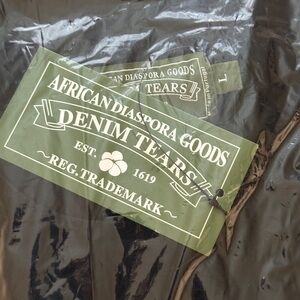 AFRICAN DIASPORA GOODS
TEARS
L
AFRICAN DIASPORA GOODS
DENIM TEARS
EST. 1619
~REG. TRADEMARK~